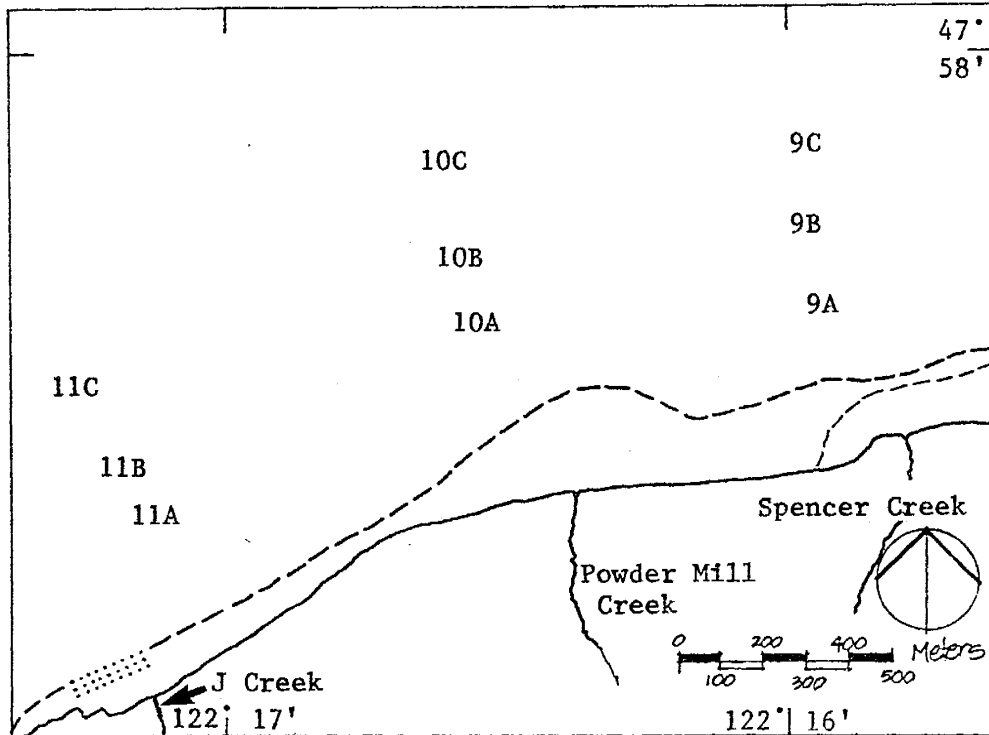 47°
58'
9C
10C
9B
10B
9A
10A
11C
11B
11A
Spencer Creek
Powder Mill
Creek
0 200 400
Meters
100 300 500
J Creek
122° 17'
122° 16'